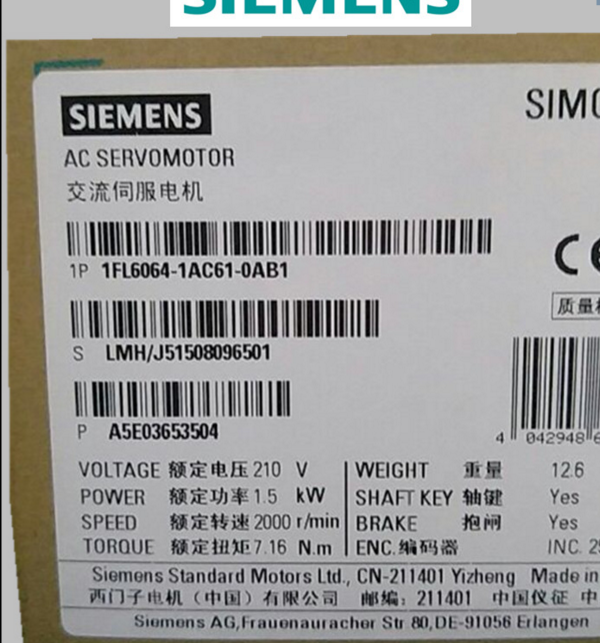 SIEMENS
SIEMENS
SIMO
AC SERVOMOTOR
交流伺服电机
1P 1FL6064-1AC61-0AB1
S LMH/J51508096501
质量
P A5E03653504
4 042948 6
VOLTAGE 额定电压 210 V WEIGHT 重量 12.6
POWER 额定功率 1.5 kW SHAFT KEY 轴键 Yes
SPEED 额定转速 2000 r/min BRAKE 抱闸 Yes
TORQUE 额定扭矩 7.16 N.m ENC.编码器 INC. 2
Siemens Standard Motors Ltd., CN-211401 Yizheng Made in
西门子电机（中国）有限公司 邮编：211401 中国仪征 中
Siemens AG,Frauenauracher Str 80,DE-91056 Erlangen